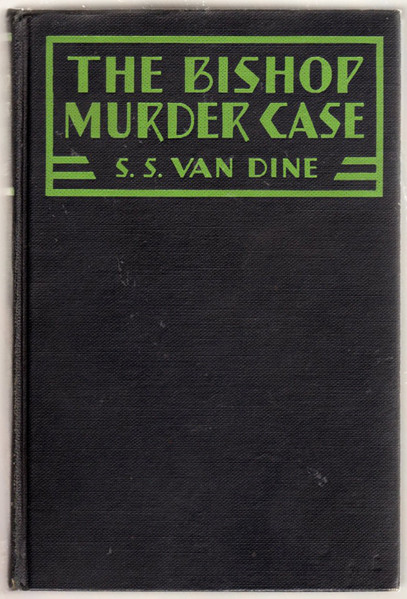 THE BISHOP
MURDER CASE
S. S. VAN DINE